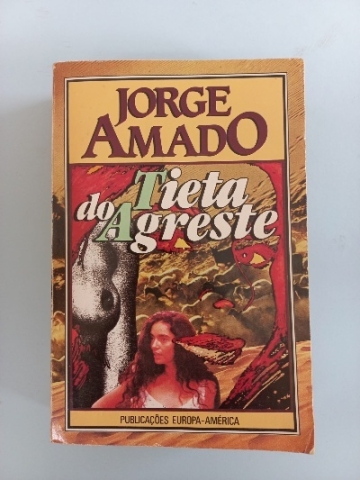 JORGE
AMADO
Tieta
do Agreste
PUBLICAÇÕES EUROPA-AMÉRICA